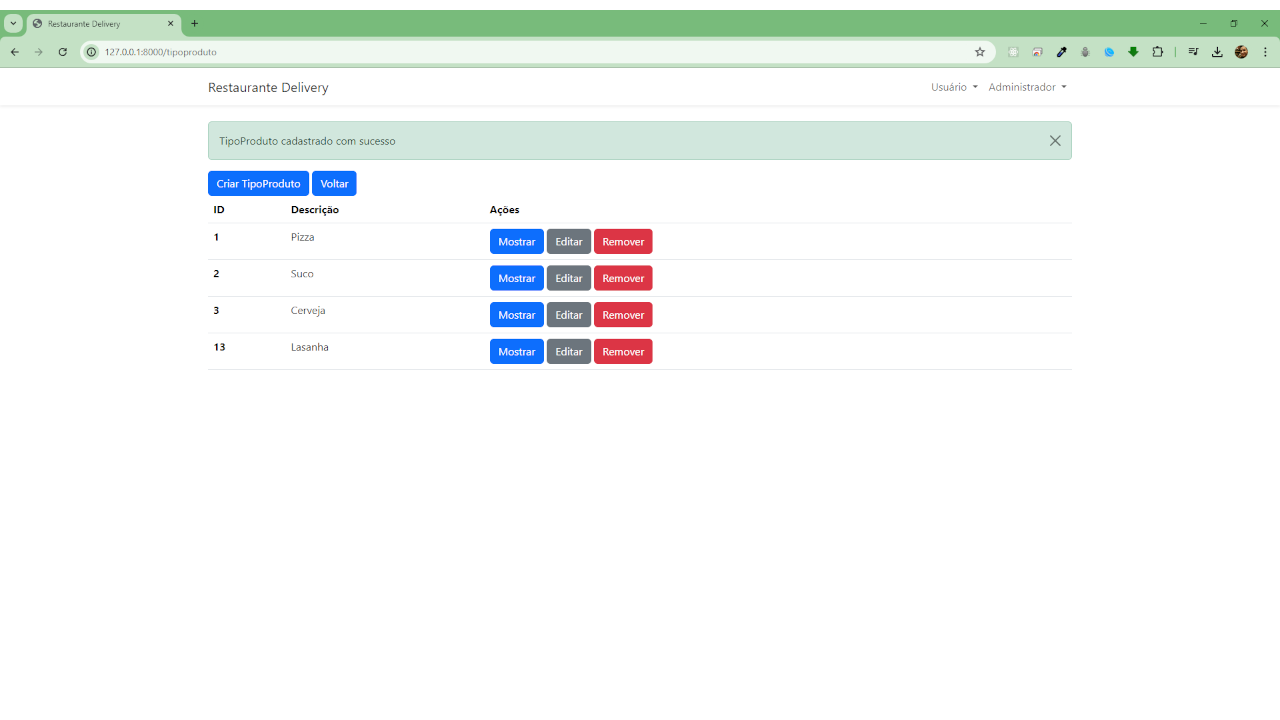 Restaurante Delivery
127.0.0.1:8000/tipoproduto
Restaurante Delivery Usuário Administrador
TipoProduto cadastrado com sucesso
Criar TipoProduto Voltar
ID Descrição Ações
1 Pizza Mostrar Editar Remover
2 Suco Mostrar Editar Remover
3 Cerveja Mostrar Editar Remover
13 Lasanha Mostrar Editar Remover